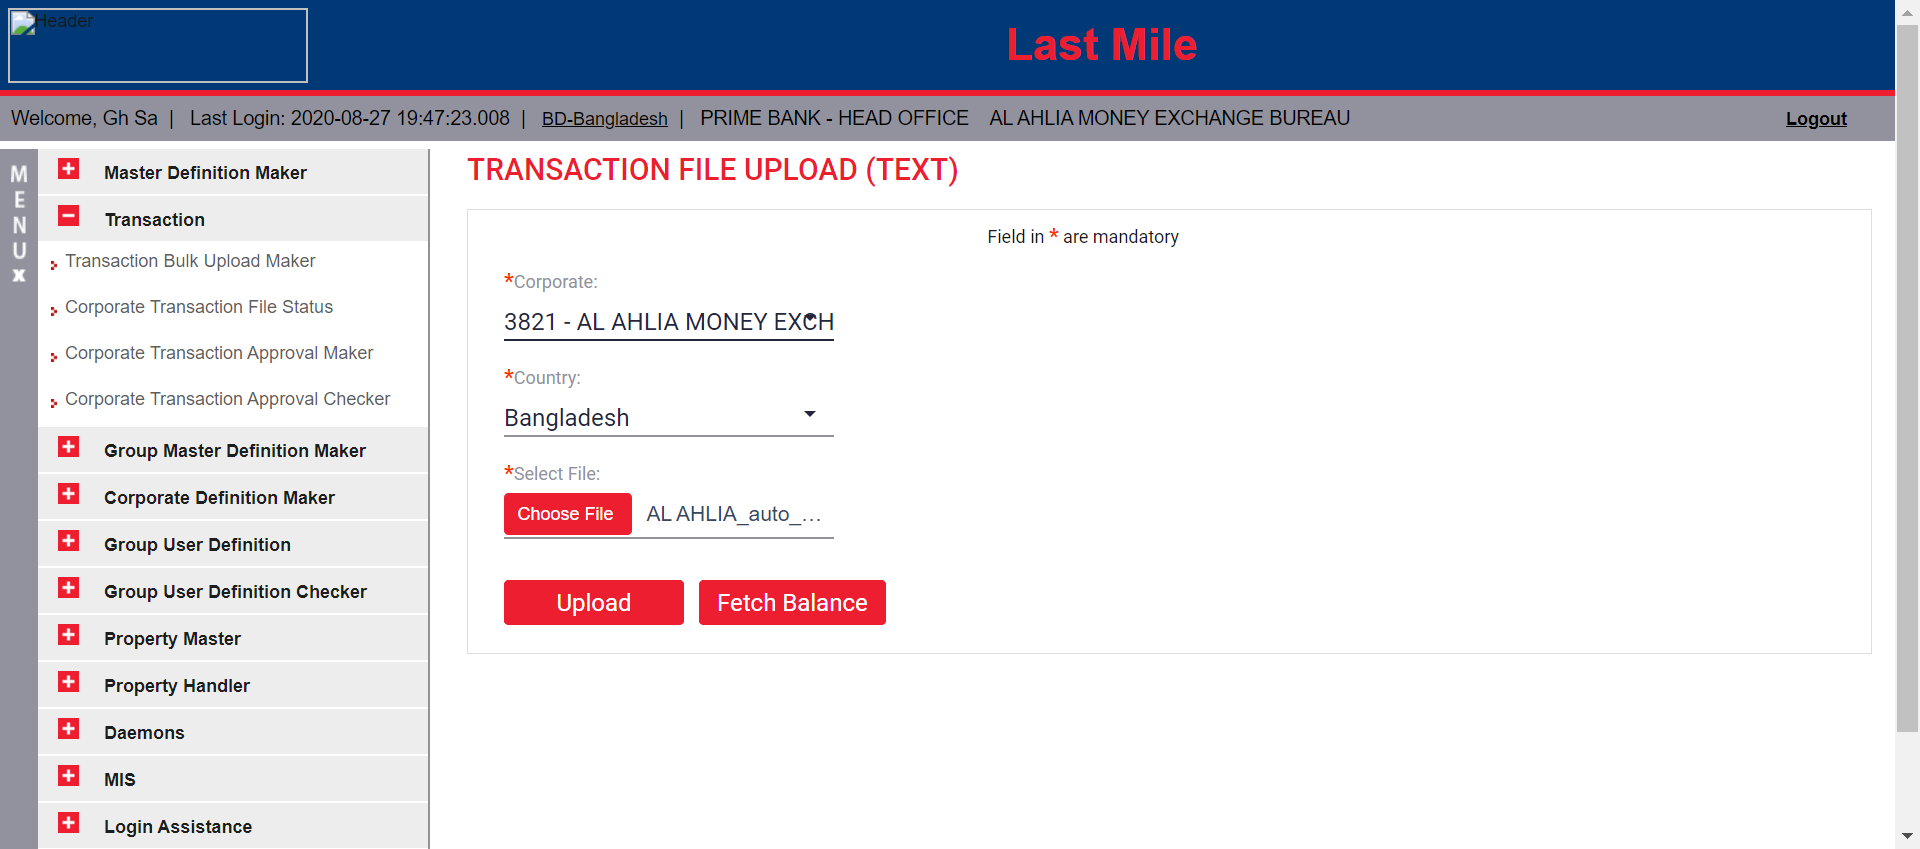 Header
Last Mile
Welcome, Gh Sa | Last Login: 2020-08-27 19:47:23.008 | BD-Bangladesh | PRIME BANK - HEAD OFFICE AL AHLIA MONEY EXCHANGE BUREAU Logout
MENU x
Master Definition Maker
Transaction
Transaction Bulk Upload Maker
Corporate Transaction File Status
Corporate Transaction Approval Maker
Corporate Transaction Approval Checker
Group Master Definition Maker
Corporate Definition Maker
Group User Definition
Group User Definition Checker
Property Master
Property Handler
Daemons
MIS
Login Assistance
TRANSACTION FILE UPLOAD (TEXT)
Field in * are mandatory
*Corporate:
3821 - AL AHLIA MONEY EXCH
*Country:
Bangladesh
*Select File:
Choose File AL AHLIA_auto_...
Upload Fetch Balance